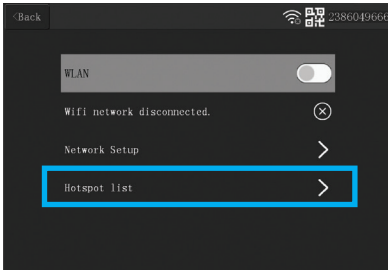 <Back
2386049666
WLAN
Wifi network disconnected.
Network Setup
Hotspot list